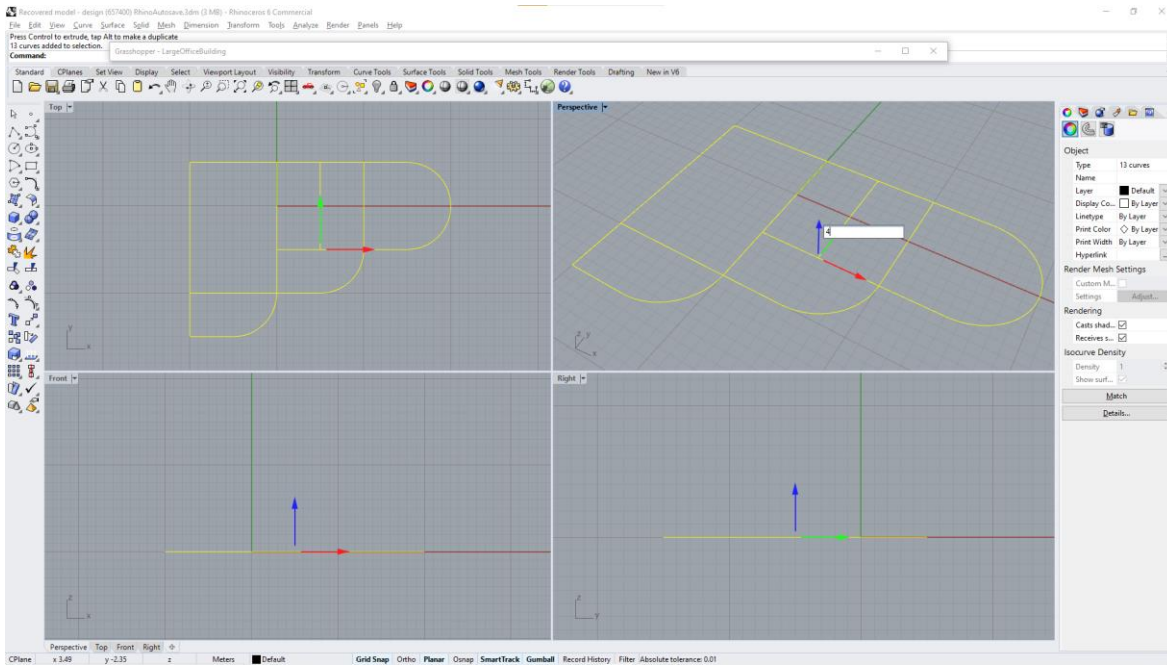 Recovered model - design (657400) RhinoAutosave.3dm (3 MB) - Rhinoceros 6 Commercial
File Edit View Curve Surface Solid Mesh Dimension Transform Tools Analyze Render Panels Help
Press Control to extrude, tap Alt to make a duplicate
13 curves added to selection.
Grasshopper - LargeOfficeBuilding
Command:
Standard CPlanes Set View Display Select Viewport Layout Visibility Transform Curve Tools Surface Tools Solid Tools Mesh Tools Render Tools Drafting New in V6
Top
Perspective
4
y
x
z y
x
Front
Right
z
x
z
y
Object
Type 13 curves
Name
Layer Default
Display Co... By Layer
Linetype By Layer
Print Color By Layer
Print Width By Layer
Hyperlink ...
Render Mesh Settings
Custom M...
Settings Adjust...
Rendering
Casts shad...
Receives s...
Isocurve Density
Density 1
Show surf...
Match
Details...
Perspective Top Front Right
CPlane x 3.49 y -2.35 z Meters Default Grid Snap Ortho Planar Osnap SmartTrack Gumball Record History Filter Absolute tolerance: 0.01